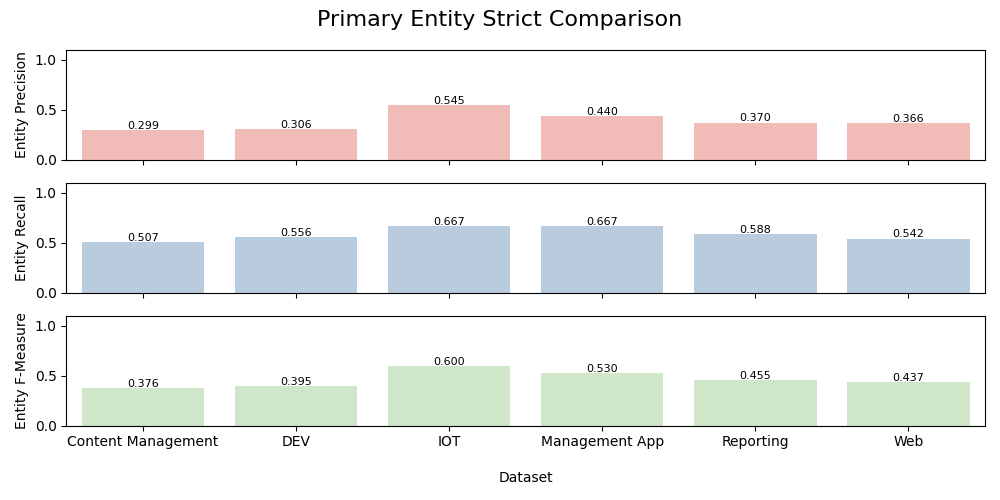 Primary Entity Strict Comparison
Entity Precision
1.0
0.5
0.0
0.299
0.306
0.545
0.440
0.370
0.366
Entity Recall
1.0
0.5
0.0
0.507
0.556
0.667
0.667
0.588
0.542
Entity F-Measure
1.0
0.5
0.0
0.376
0.395
0.600
0.530
0.455
0.437
Content Management
DEV
IOT
Management App
Reporting
Web
Dataset